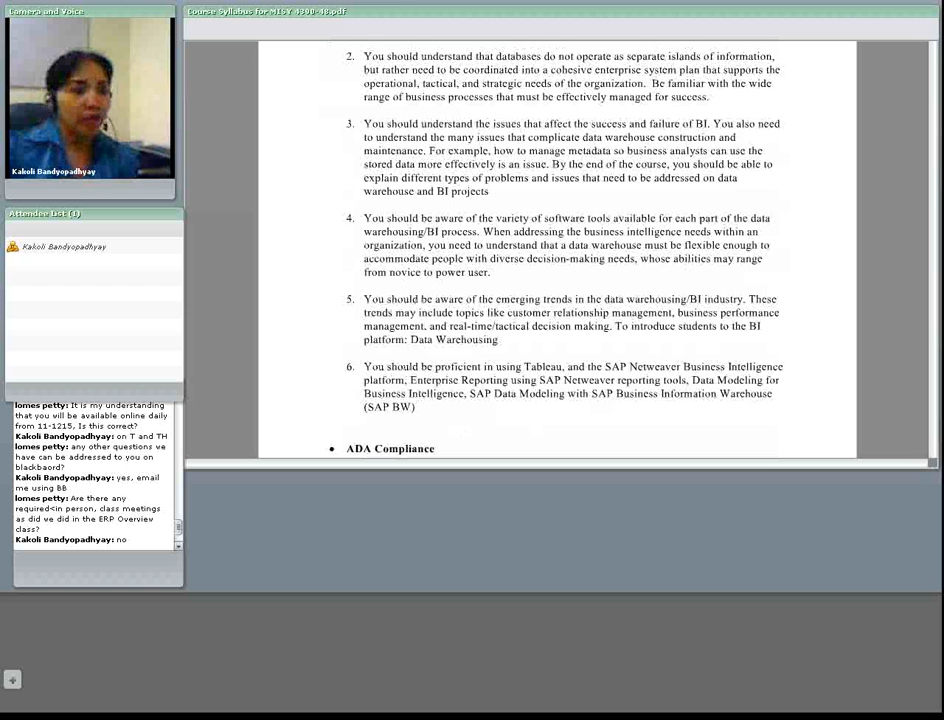 Camera and Voice
Course Syllabus for MISY 4300-48.pdf
Kakoli Bandyopadhyay
Attendee List (1)
Kakoli Bandyopadhyay
lomes petty: It is my understanding
that you will be available online daily
from 11-1215, Is this correct?
Kakoli Bandyopadhyay: on T and TH
lomes petty: any other questions we
have can be addressed to you on
blackbaord?
Kakoli Bandyopadhyay: yes, email
me using BB
lomes petty: Are there any
required<in person, class meetings
as did we did in the ERP Overview
class?
Kakoli Bandyopadhyay: no
2. You should understand that databases do not operate as separate islands of information,
but rather need to be coordinated into a cohesive enterprise system plan that supports the
operational, tactical, and strategic needs of the organization. Be familiar with the wide
range of business processes that must be effectively managed for success.
3. You should understand the issues that affect the success and failure of BI. You also need
to understand the many issues that complicate data warehouse construction and
maintenance. For example, how to manage metadata so business analysts can use the
stored data more effectively is an issue. By the end of the course, you should be able to
explain different types of problems and issues that need to be addressed on data
warehouse and BI projects
4. You should be aware of the variety of software tools available for each part of the data
warehousing/BI process. When addressing the business intelligence needs within an
organization, you need to understand that a data warehouse must be flexible enough to
accommodate people with diverse decision-making needs, whose abilities may range
from novice to power user.
5. You should be aware of the emerging trends in the data warehousing/BI industry. These
trends may include topics like customer relationship management, business performance
management, and real-time/tactical decision making. To introduce students to the BI
platform: Data Warehousing
6. You should be proficient in using Tableau, and the SAP Netweaver Business Intelligence
platform, Enterprise Reporting using SAP Netweaver reporting tools, Data Modeling for
Business Intelligence, SAP Data Modeling with SAP Business Information Warehouse
(SAP BW)
• ADA Compliance